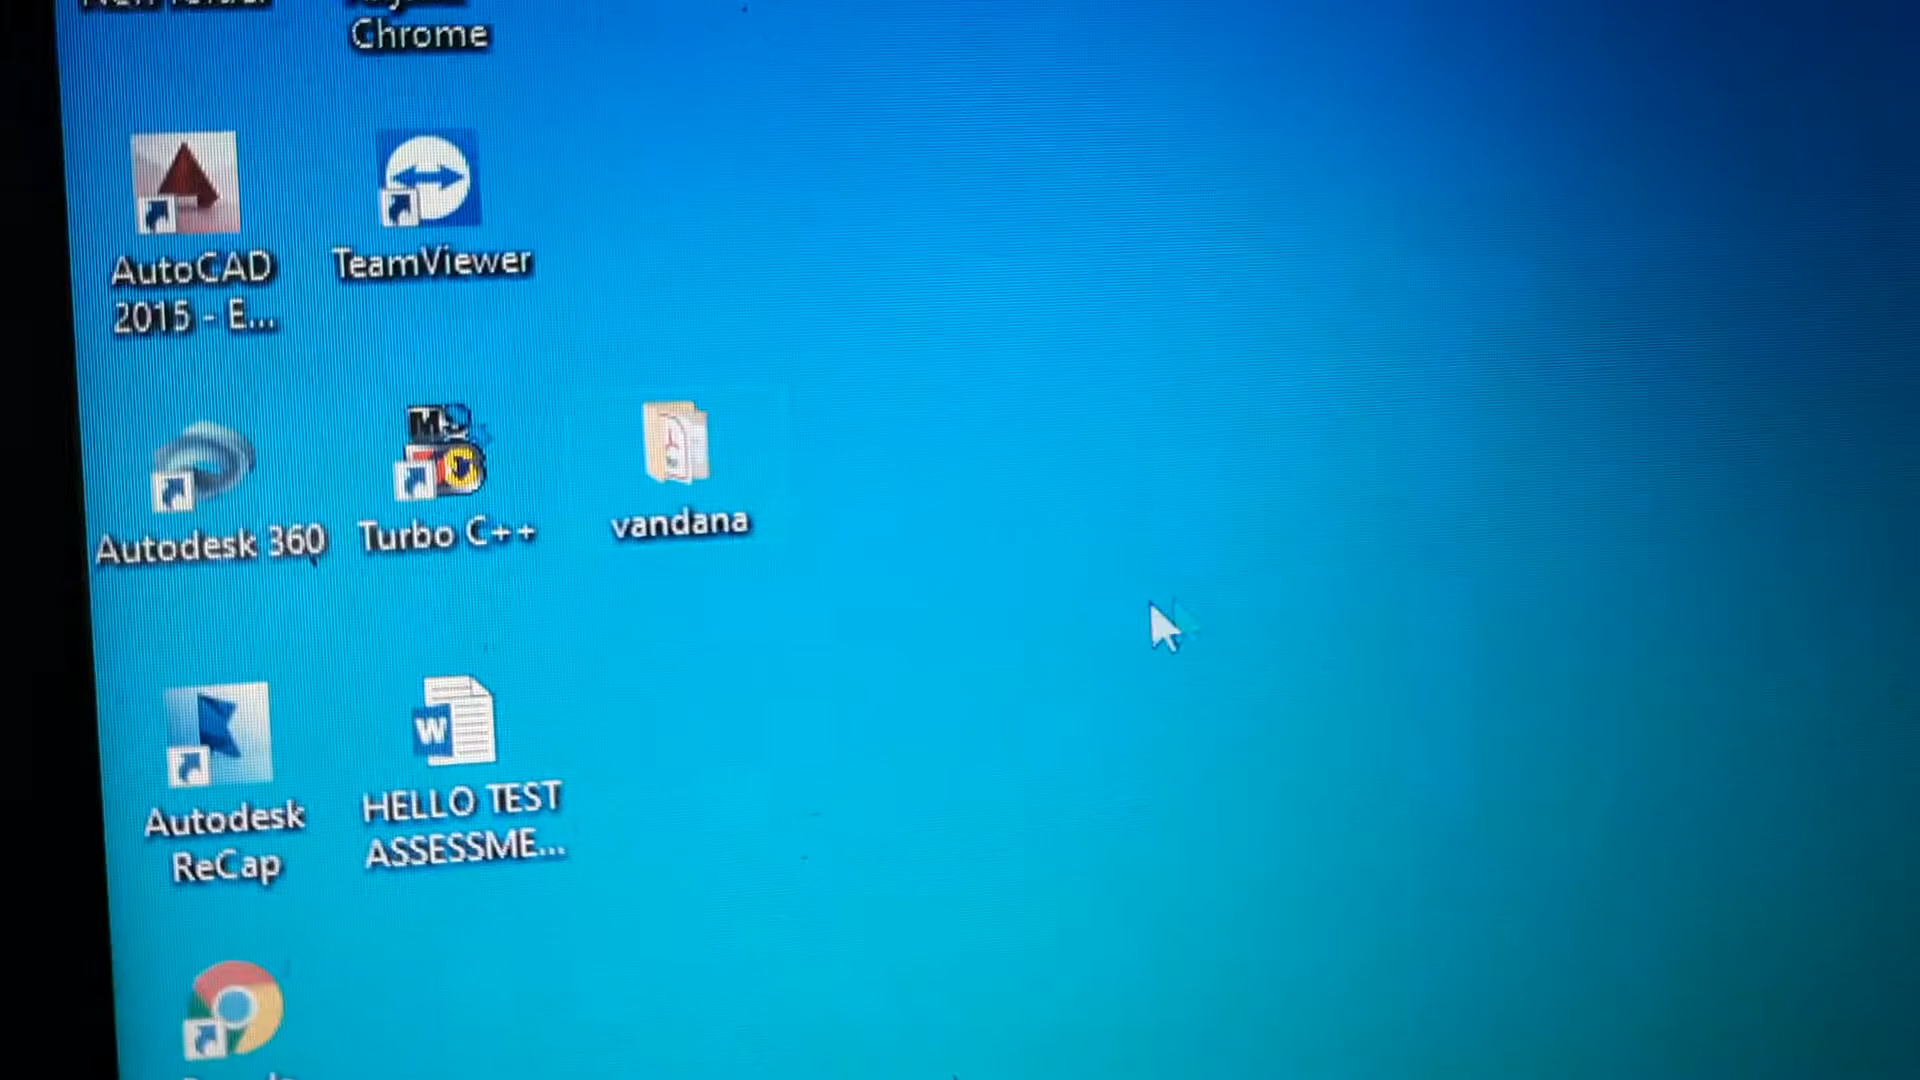 Chrome
AutoCAD
2015 - E...
TeamViewer
Autodesk 360
Turbo C++
vandana
Autodesk
ReCap
W
HELLO TEST
ASSESSME...